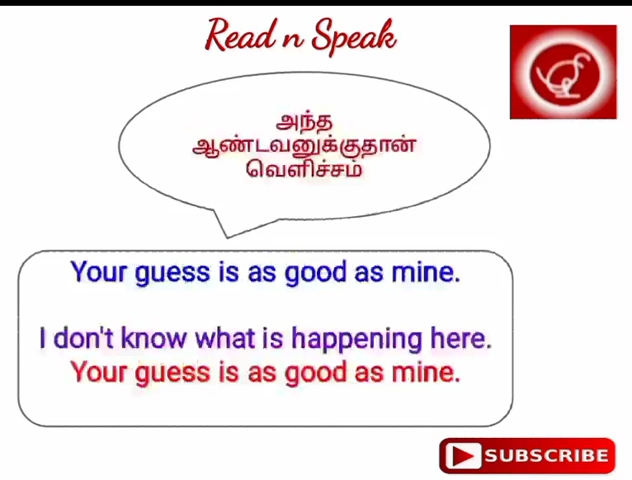 Read n Speak
அந்த
ஆண்டவனுக்குதான்
வெளிச்சம்
Your guess is as good as mine.
I don't know what is happening here.
Your guess is as good as mine.
SUBSCRIBE